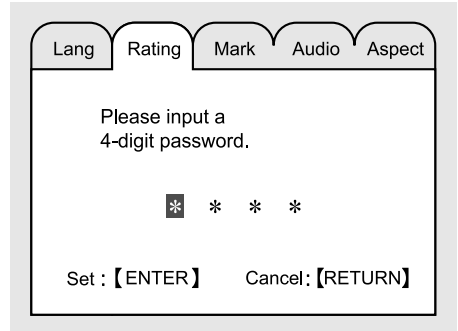 Lang Rating Mark Audio Aspect
Please input a
4-digit password.
* * * *
Set :【ENTER】 Cancel:【RETURN】